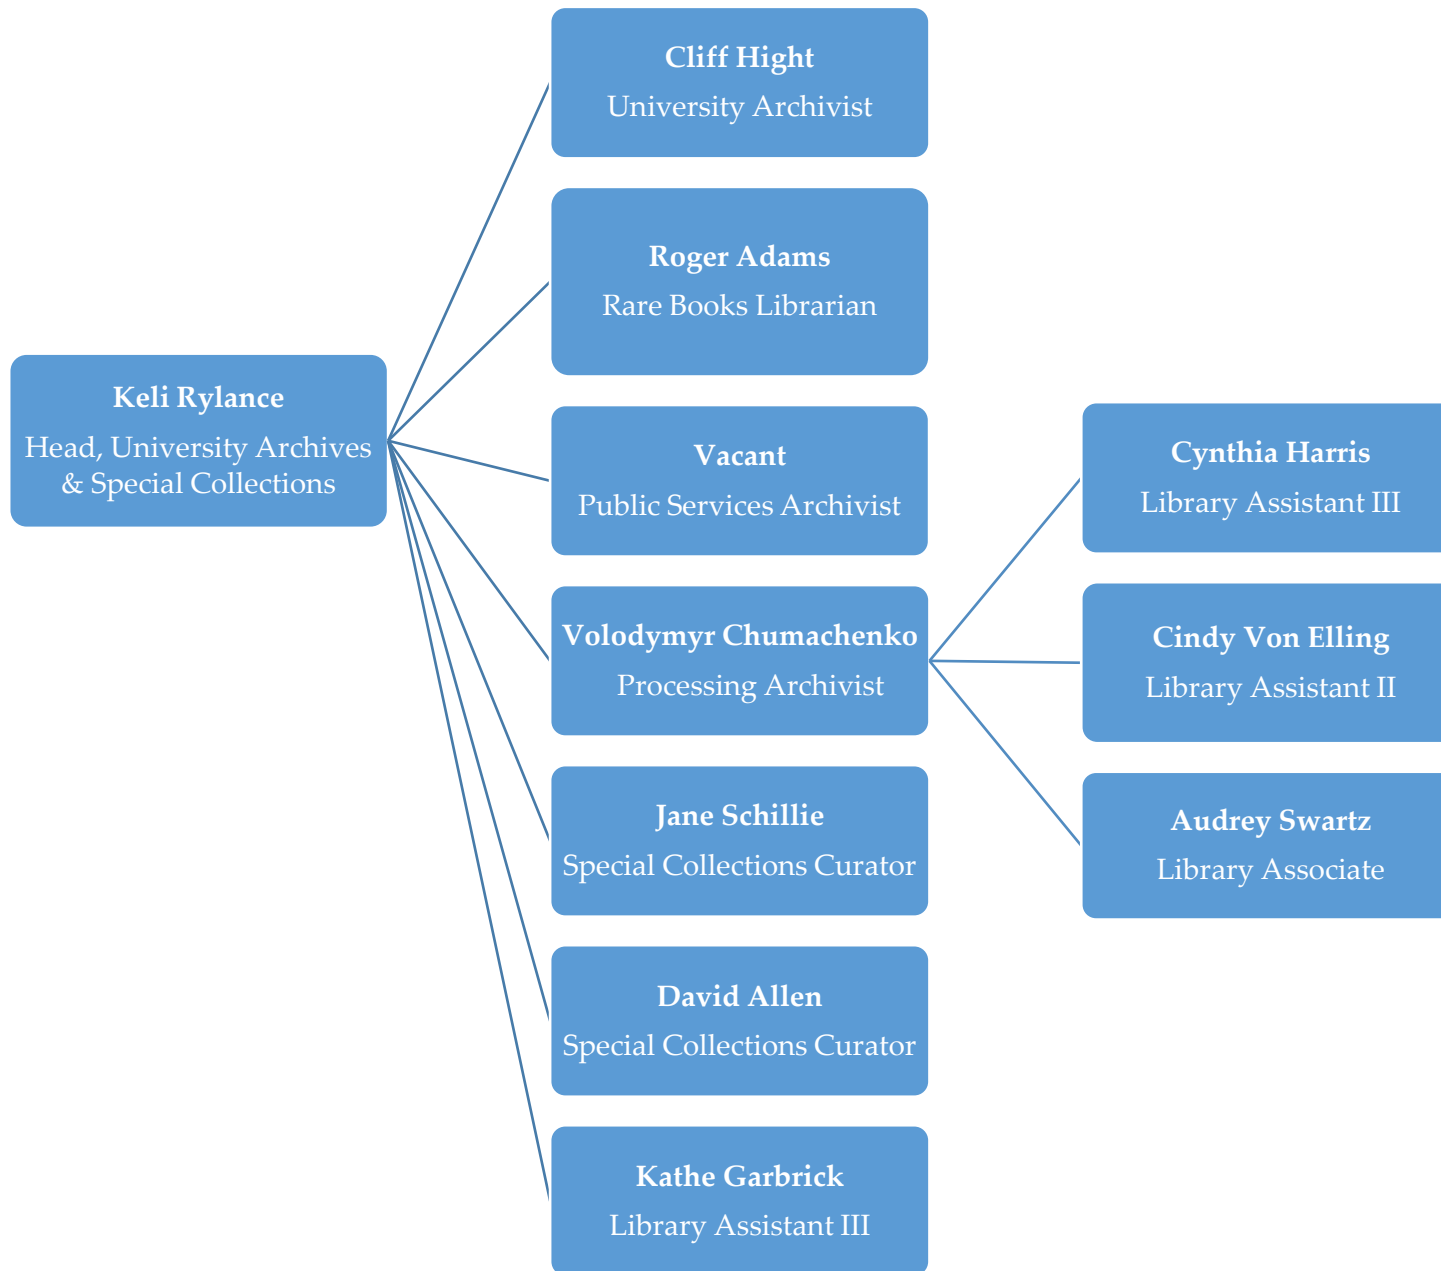 Keli Rylance
Head, University Archives
& Special Collections
Cliff Hight
University Archivist
Roger Adams
Rare Books Librarian
Vacant
Public Services Archivist
Volodymyr Chumachenko
Processing Archivist
Jane Schillie
Special Collections Curator
David Allen
Special Collections Curator
Kathe Garbrick
Library Assistant III
Cynthia Harris
Library Assistant III
Cindy Von Elling
Library Assistant II
Audrey Swartz
Library Associate